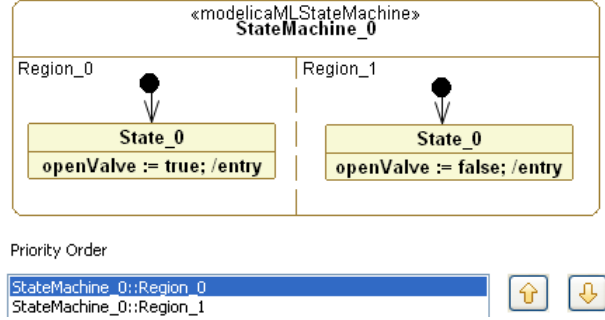 «modelicaMLStateMachine»
StateMachine_0
Region_0
Region_1
State_0
openValve := true; /entry
State_0
openValve := false; /entry
Priority Order
StateMachine_0::Region_0
StateMachine_0::Region_1